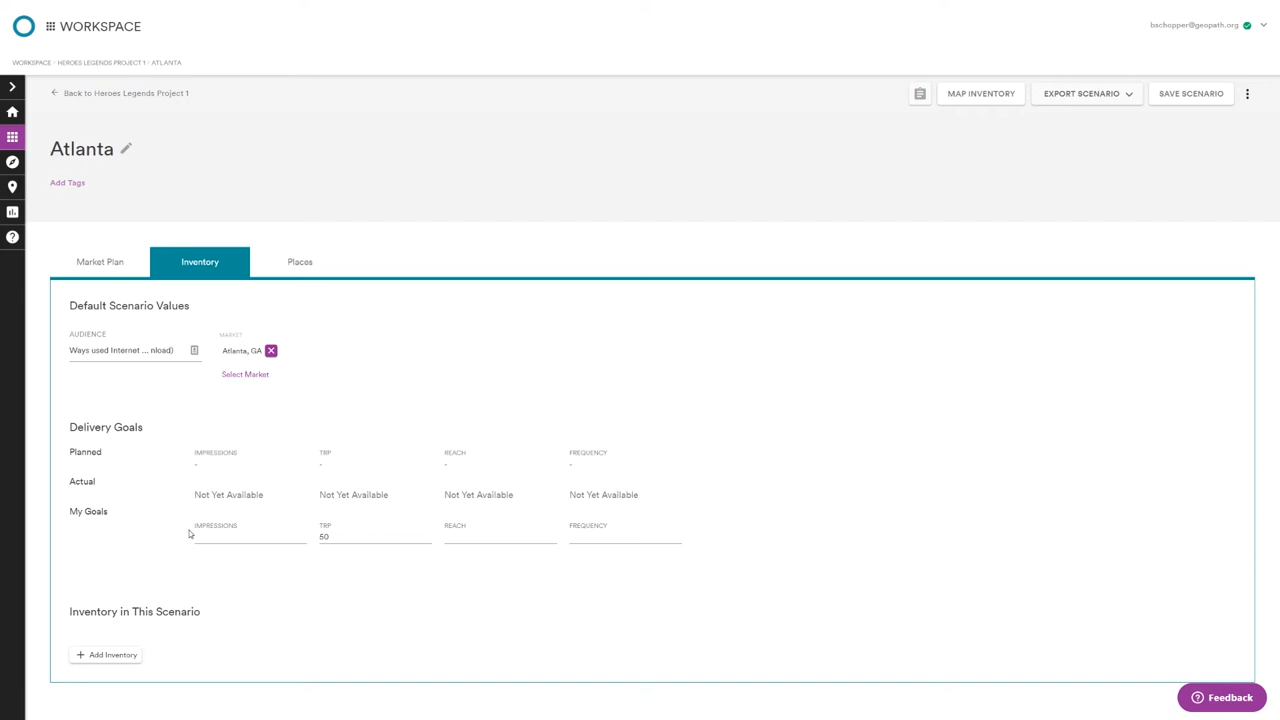 WORKSPACE
bschopper@geopath.org
WORKSPACE > HEROES LEGENDS PROJECT 1 > ATLANTA
Back to Heroes Legends Project 1
MAP INVENTORY
EXPORT SCENARIO
SAVE SCENARIO
Atlanta
Add Tags
Market Plan
Inventory
Places
Default Scenario Values
AUDIENCE
MARKET
Ways used Internet ... nload)
Atlanta, GA
Select Market
Delivery Goals
Planned
IMPRESSIONS
TRP
REACH
FREQUENCY
-
-
-
-
Actual
Not Yet Available
Not Yet Available
Not Yet Available
Not Yet Available
My Goals
IMPRESSIONS
TRP
REACH
FREQUENCY
50
Inventory in This Scenario
+ Add Inventory
Feedback